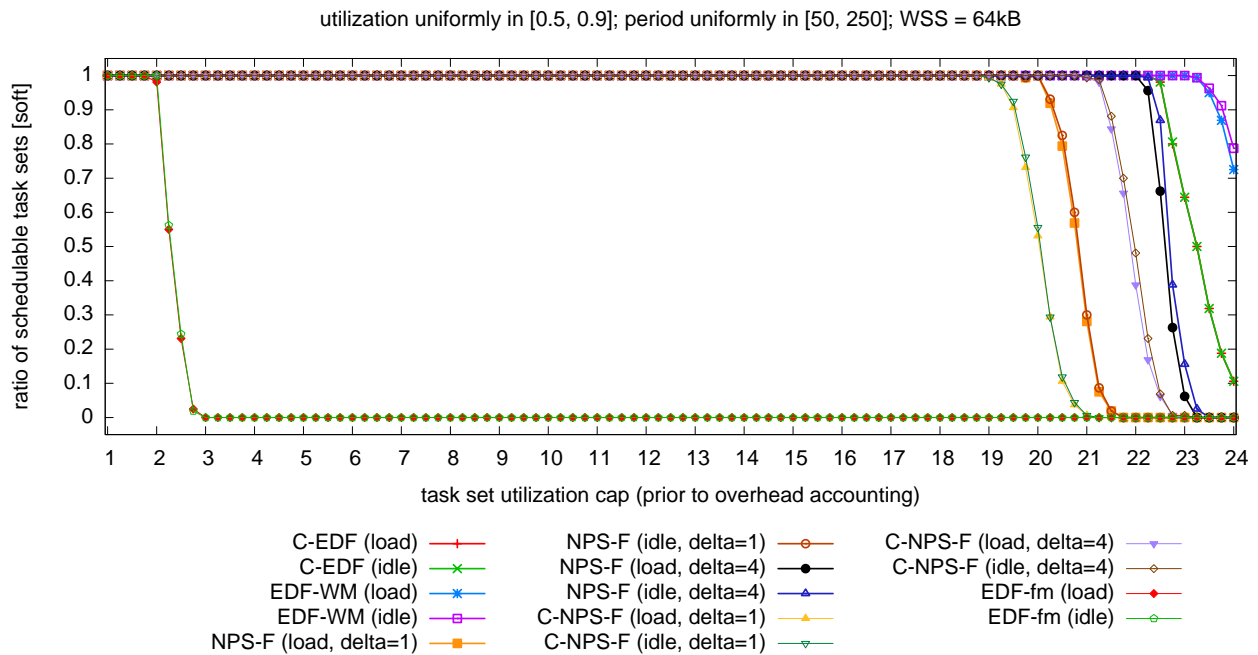 utilization uniformly in [0.5, 0.9]; period uniformly in [50, 250]; WSS = 64kB
ratio of schedulable task sets [soft]
1
0.9
0.8
0.7
0.6
0.5
0.4
0.3
0.2
0.1
0
1 2 3 4 5 6 7 8 9 10 11 12 13 14 15 16 17 18 19 20 21 22 23 24
task set utilization cap (prior to overhead accounting)
C-EDF (load)
C-EDF (idle)
EDF-WM (load)
EDF-WM (idle)
NPS-F (load, delta=1)
NPS-F (idle, delta=1)
NPS-F (load, delta=4)
NPS-F (idle, delta=4)
C-NPS-F (load, delta=1)
C-NPS-F (idle, delta=1)
C-NPS-F (load, delta=4)
C-NPS-F (idle, delta=4)
EDF-fm (load)
EDF-fm (idle)